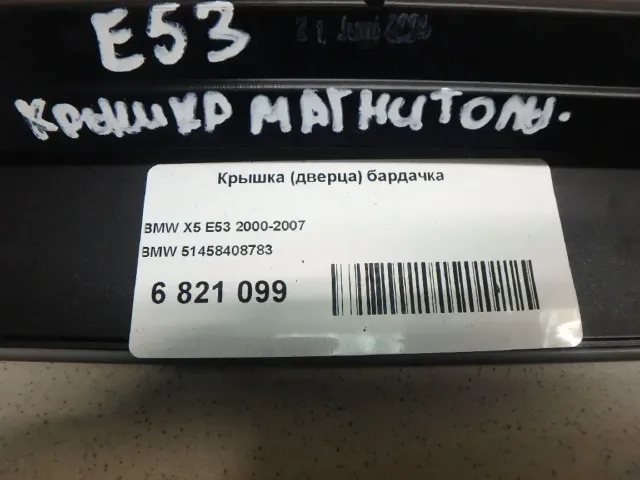 E53
КРЫШКА МАГНИТОЛЫ.
Крышка (дверца) бардачка
BMW X5 E53 2000-2007
BMW 51458408783
6 821 099